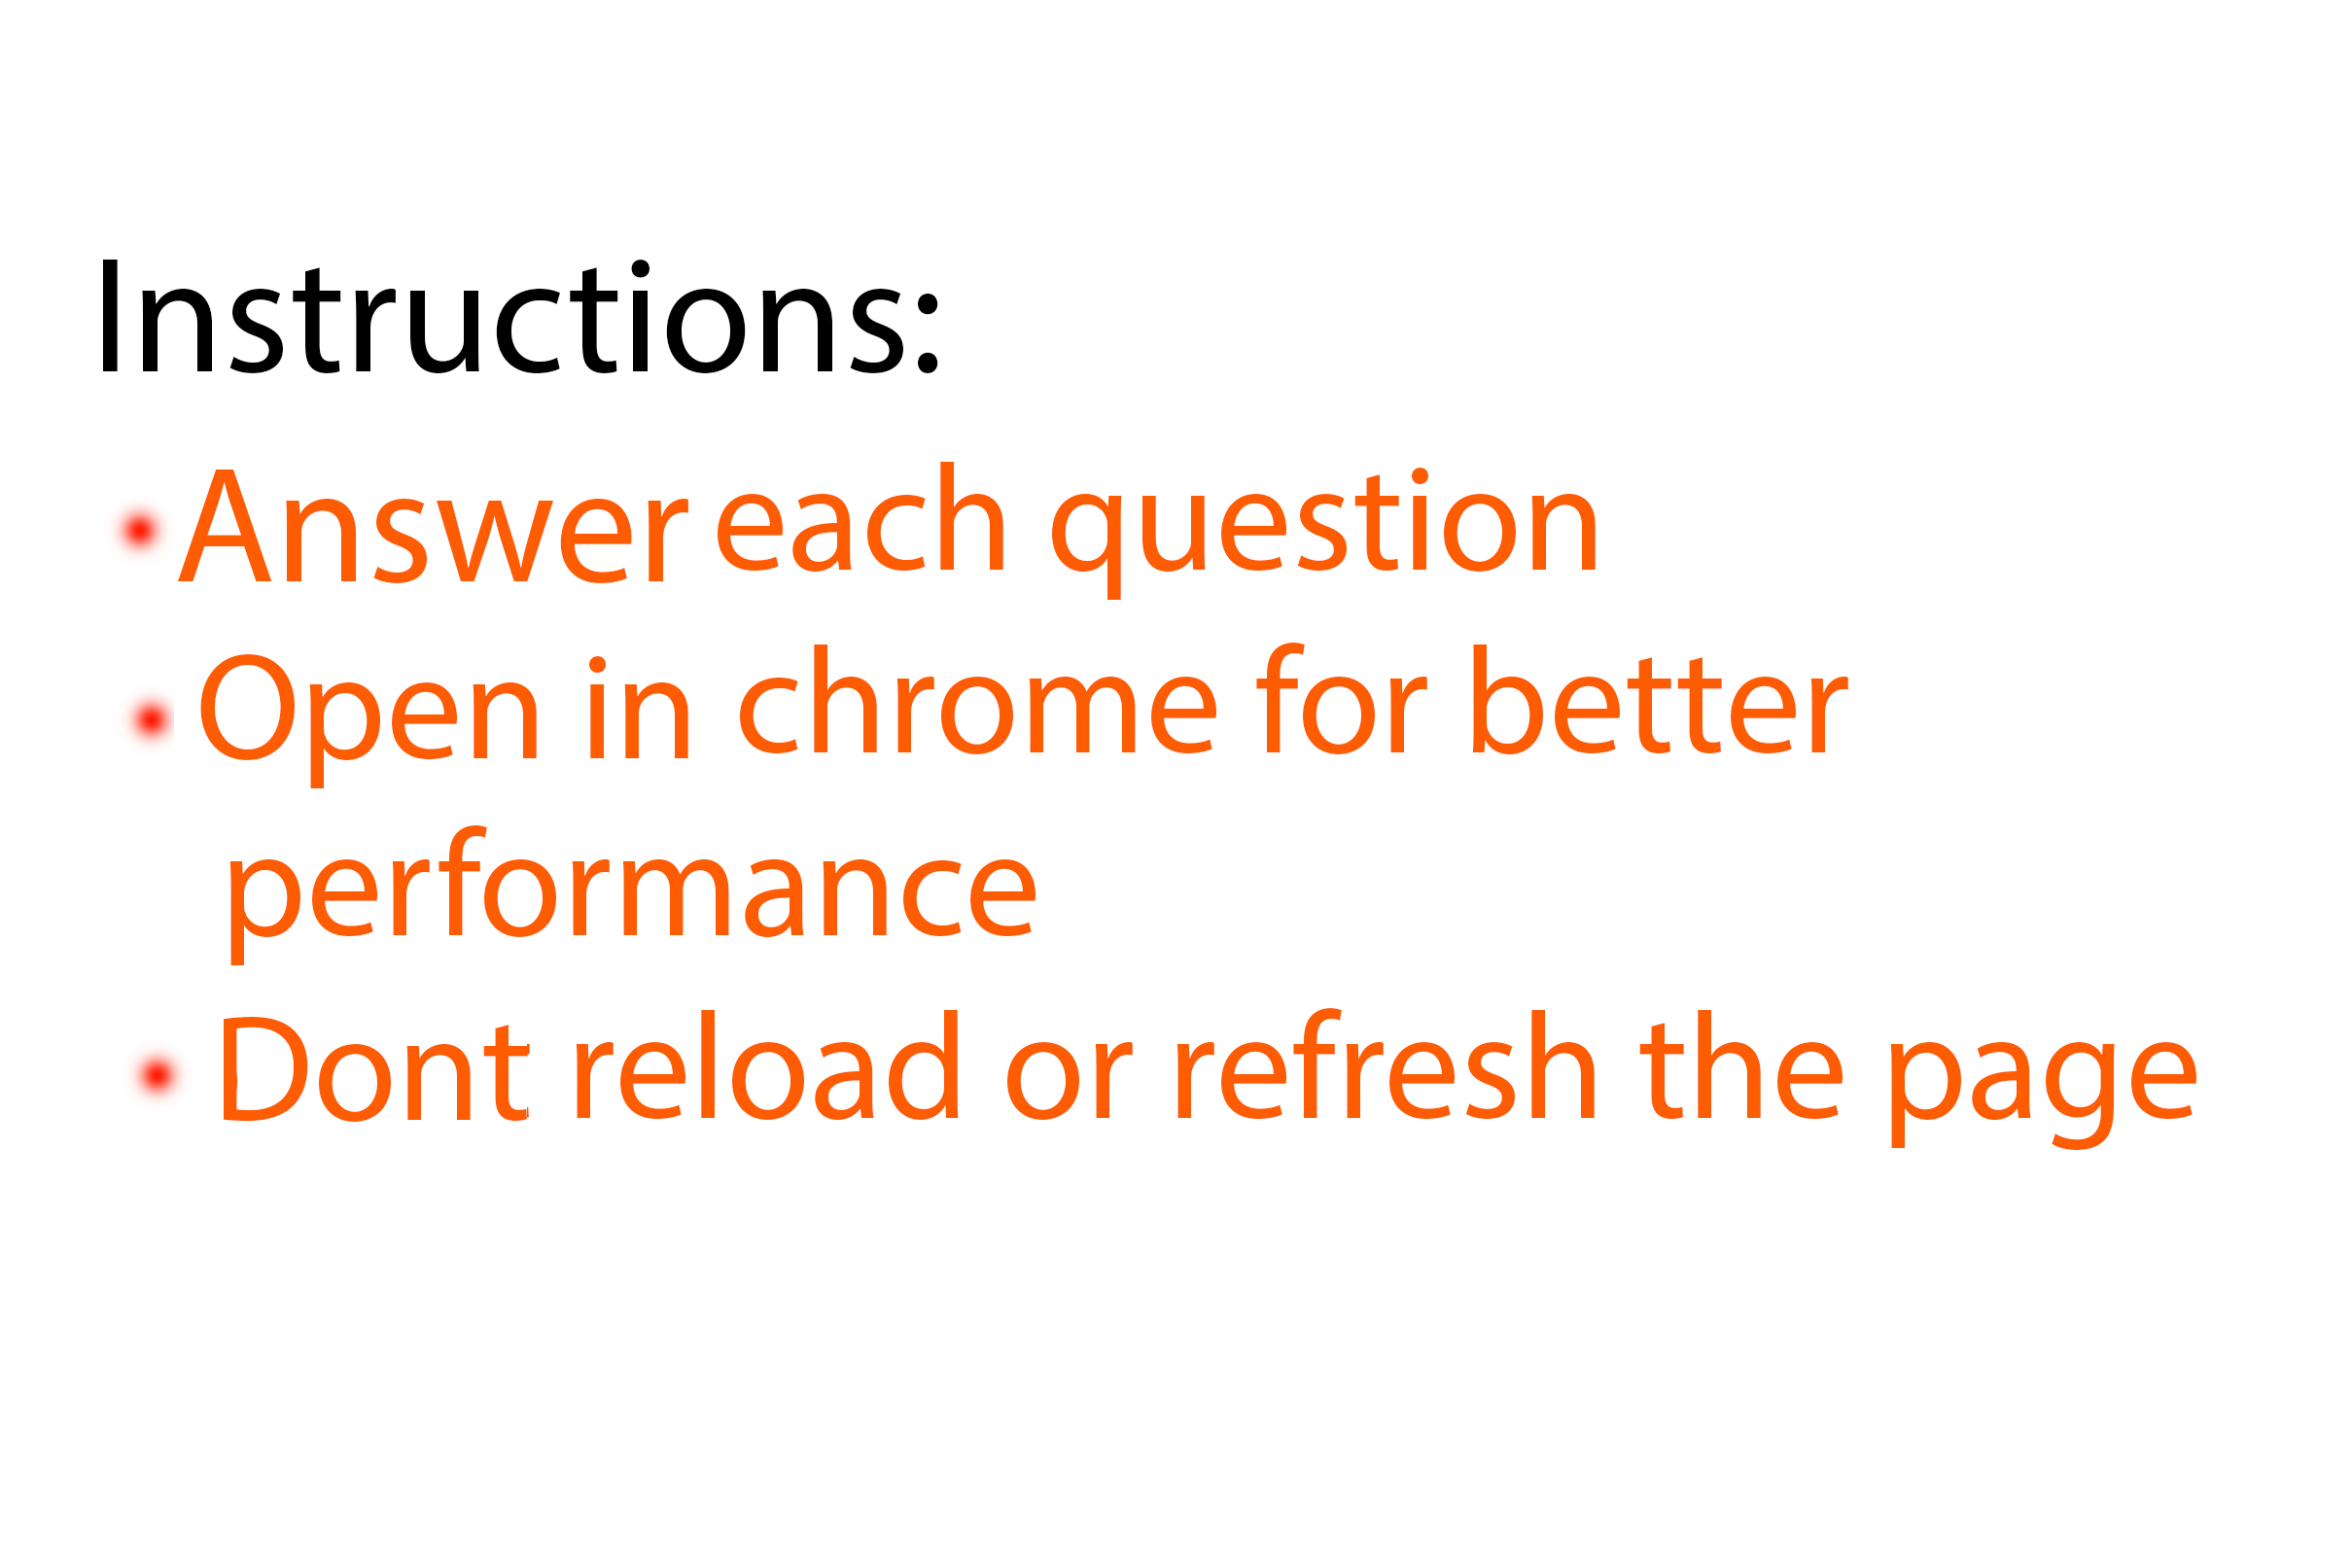 Instructions:
Answer each question
Open in chrome for better
performance
Dont reload or refresh the page